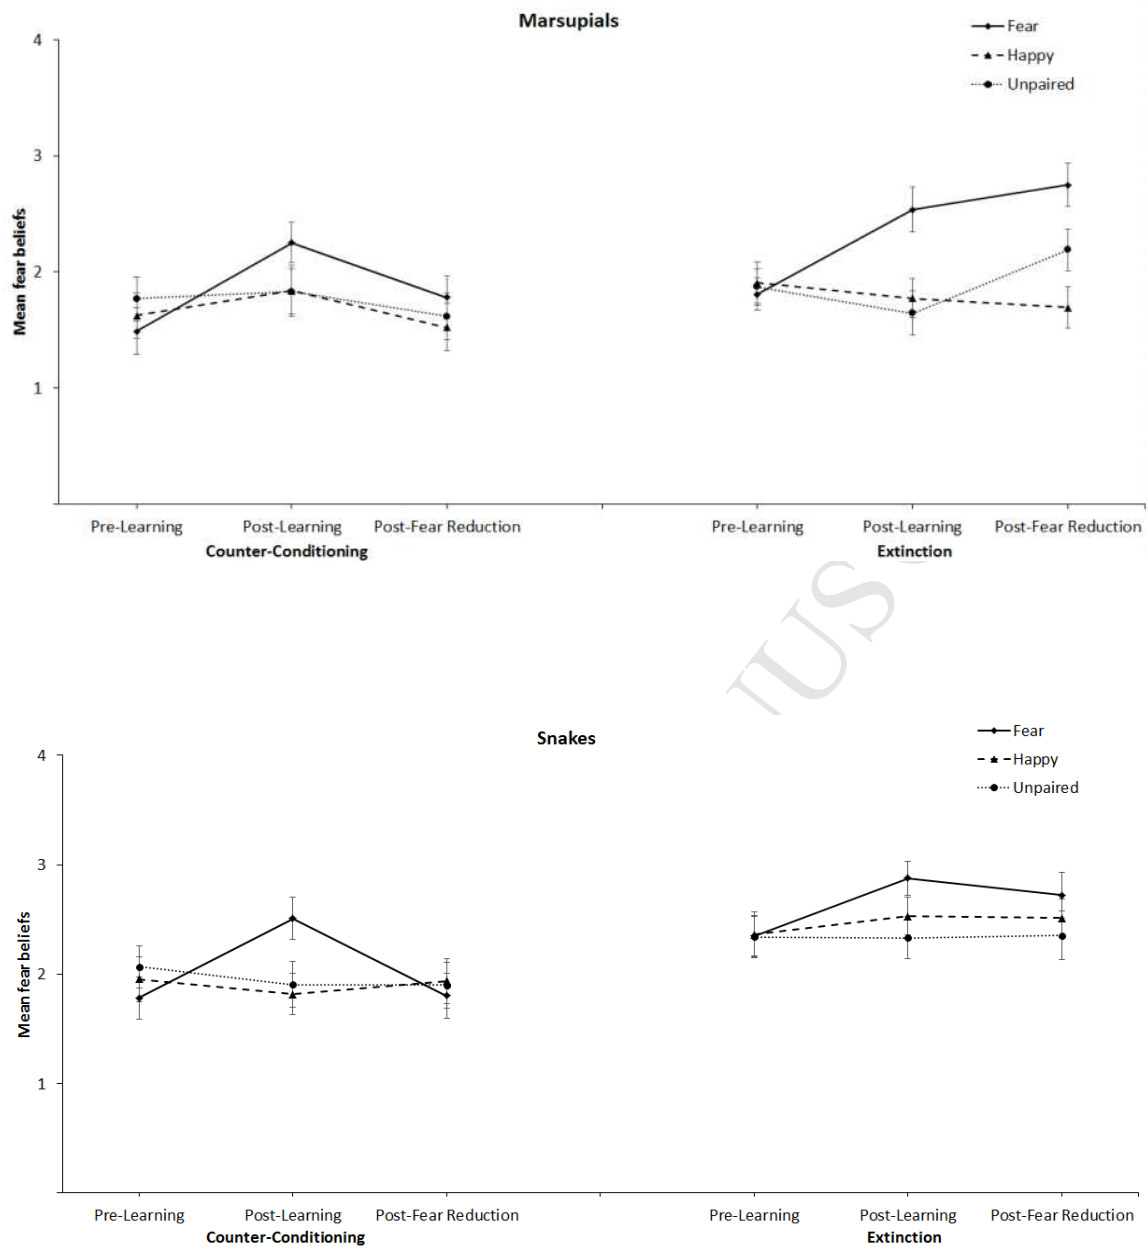 Marsupials
Fear
Happy
Unpaired
4
3
2
1
Mean fear beliefs
Pre-Learning Post-Learning Post-Fear Reduction Pre-Learning Post-Learning Post-Fear Reduction
Counter-Conditioning Extinction
Snakes
Fear
Happy
Unpaired
4
3
2
1
Mean fear beliefs
Pre-Learning Post-Learning Post-Fear Reduction Pre-Learning Post-Learning Post-Fear Reduction
Counter-Conditioning Extinction